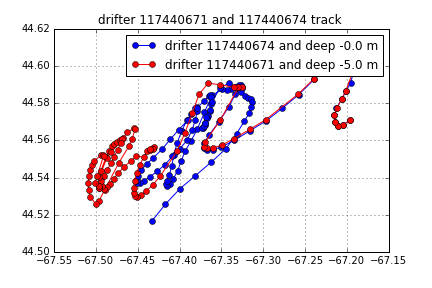 drifter 117440671 and 117440674 track
drifter 117440674 and deep -0.0 m
drifter 117440671 and deep -5.0 m
44.62
44.60
44.58
44.56
44.54
44.52
44.50
−67.55 −67.50 −67.45 −67.40 −67.35 −67.30 −67.25 −67.20 −67.15